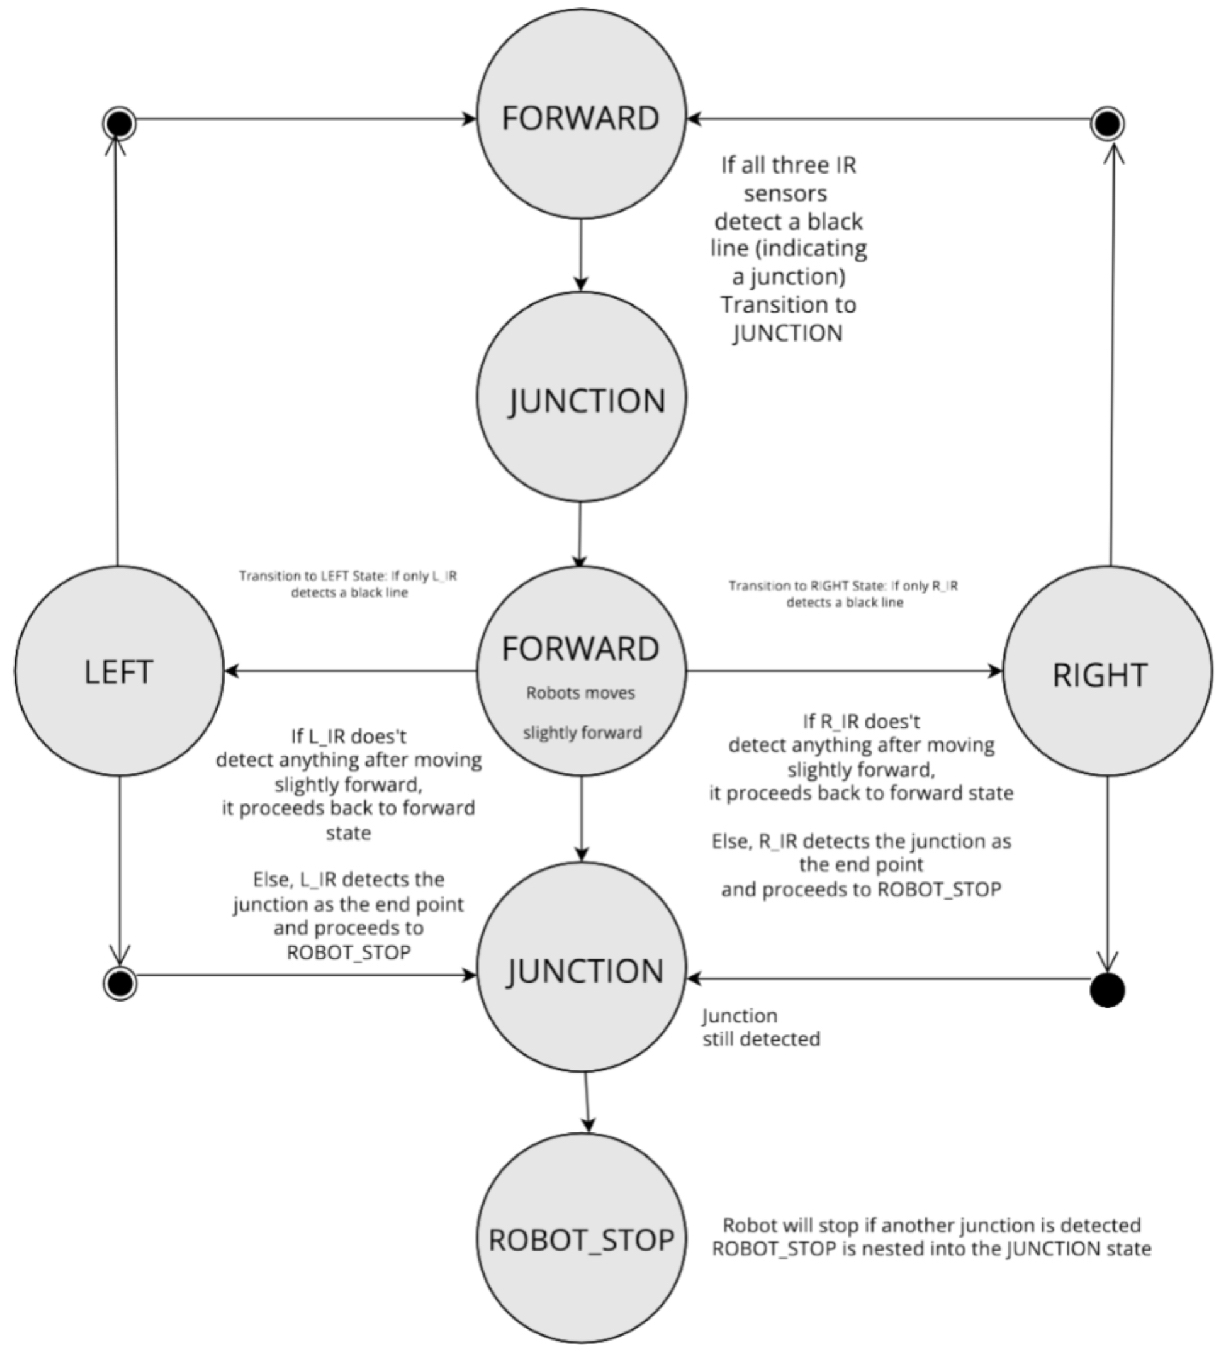 FORWARD
If all three IR
sensors
detect a black
line (indicating
a junction)
Transition to
JUNCTION
JUNCTION
Transition to LEFT State: If only L_IR
detects a black line
Transition to RIGHT State: If only R_IR
detects a black line
LEFT
FORWARD
Robots moves
slightly forward
RIGHT
If L_IR does't
detect anything after moving
slightly forward,
it proceeds back to forward
state
Else, L_IR detects the
junction as the end point
and proceeds to
ROBOT_STOP
If R_IR does't
detect anything after moving
slightly forward,
it proceeds back to forward state
Else, R_IR detects the junction as
the end point
and proceeds to ROBOT_STOP
JUNCTION
Junction
still detected
ROBOT_STOP
Robot will stop if another junction is detected
ROBOT_STOP is nested into the JUNCTION state